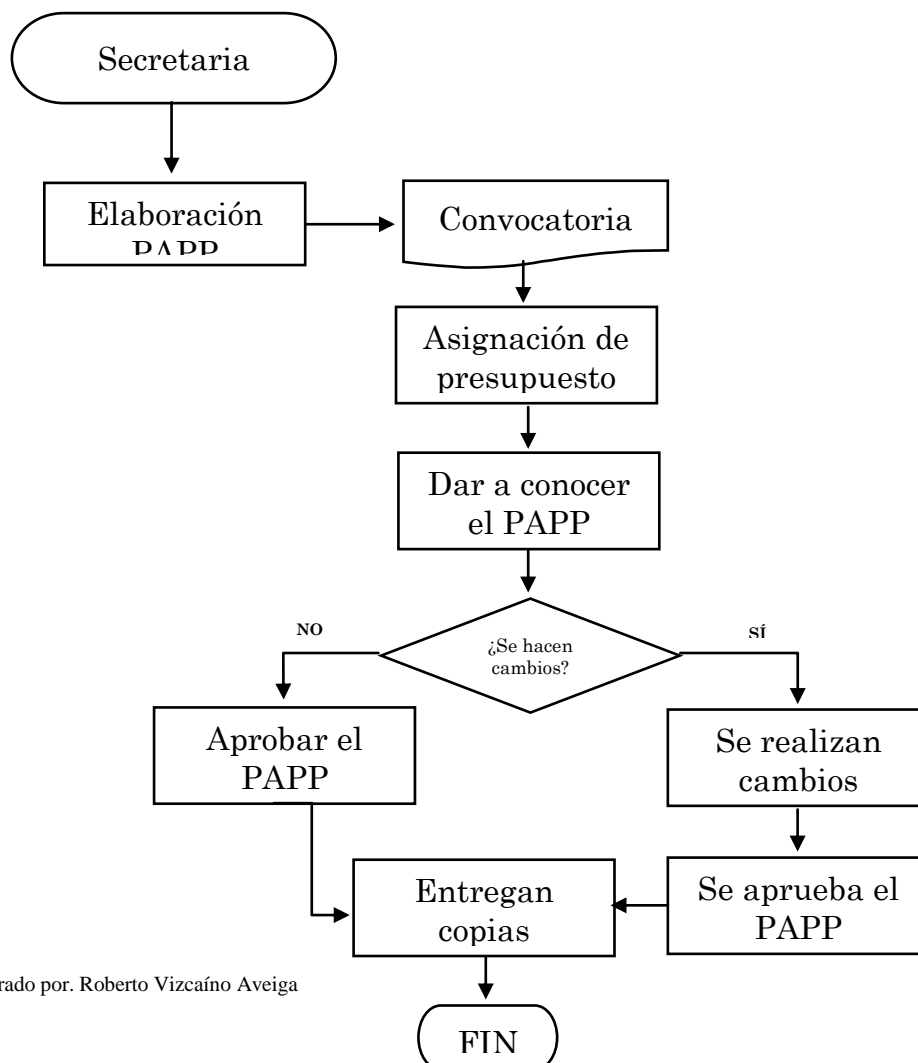 Secretaria
Elaboración
PAPP
Convocatoria
Asignación de
presupuesto
Dar a conocer
el PAPP
¿Se hacen
cambios?
NO
SÍ
Aprobar el
PAPP
Se realizan
cambios
Se aprueba el
PAPP
Entregan
copias
rado por. Roberto Vizcaíno Aveiga
FIN